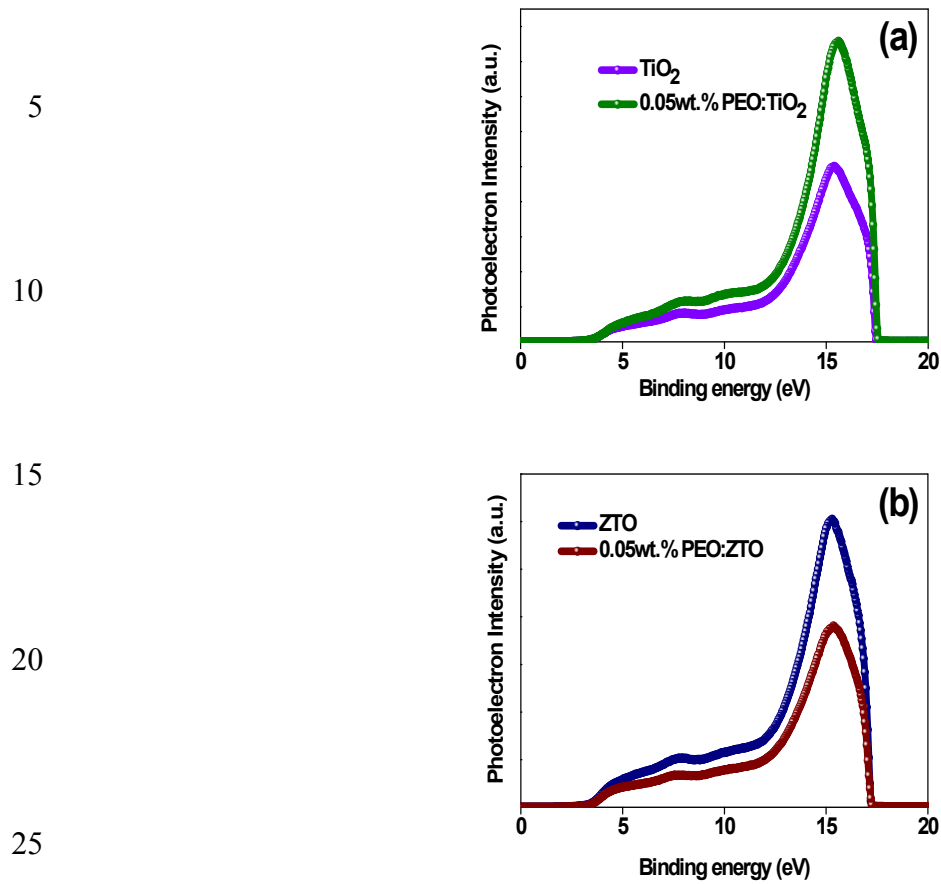 5
10
15
20
25
(a)
TiO₂
0.05wt.% PEO:TiO₂
Photoelectron Intensity (a.u.)
0 5 10 15 20
Binding energy (eV)
(b)
ZTO
0.05wt.% PEO:ZTO
Photoelectron Intensity (a.u.)
0 5 10 15 20
Binding energy (eV)